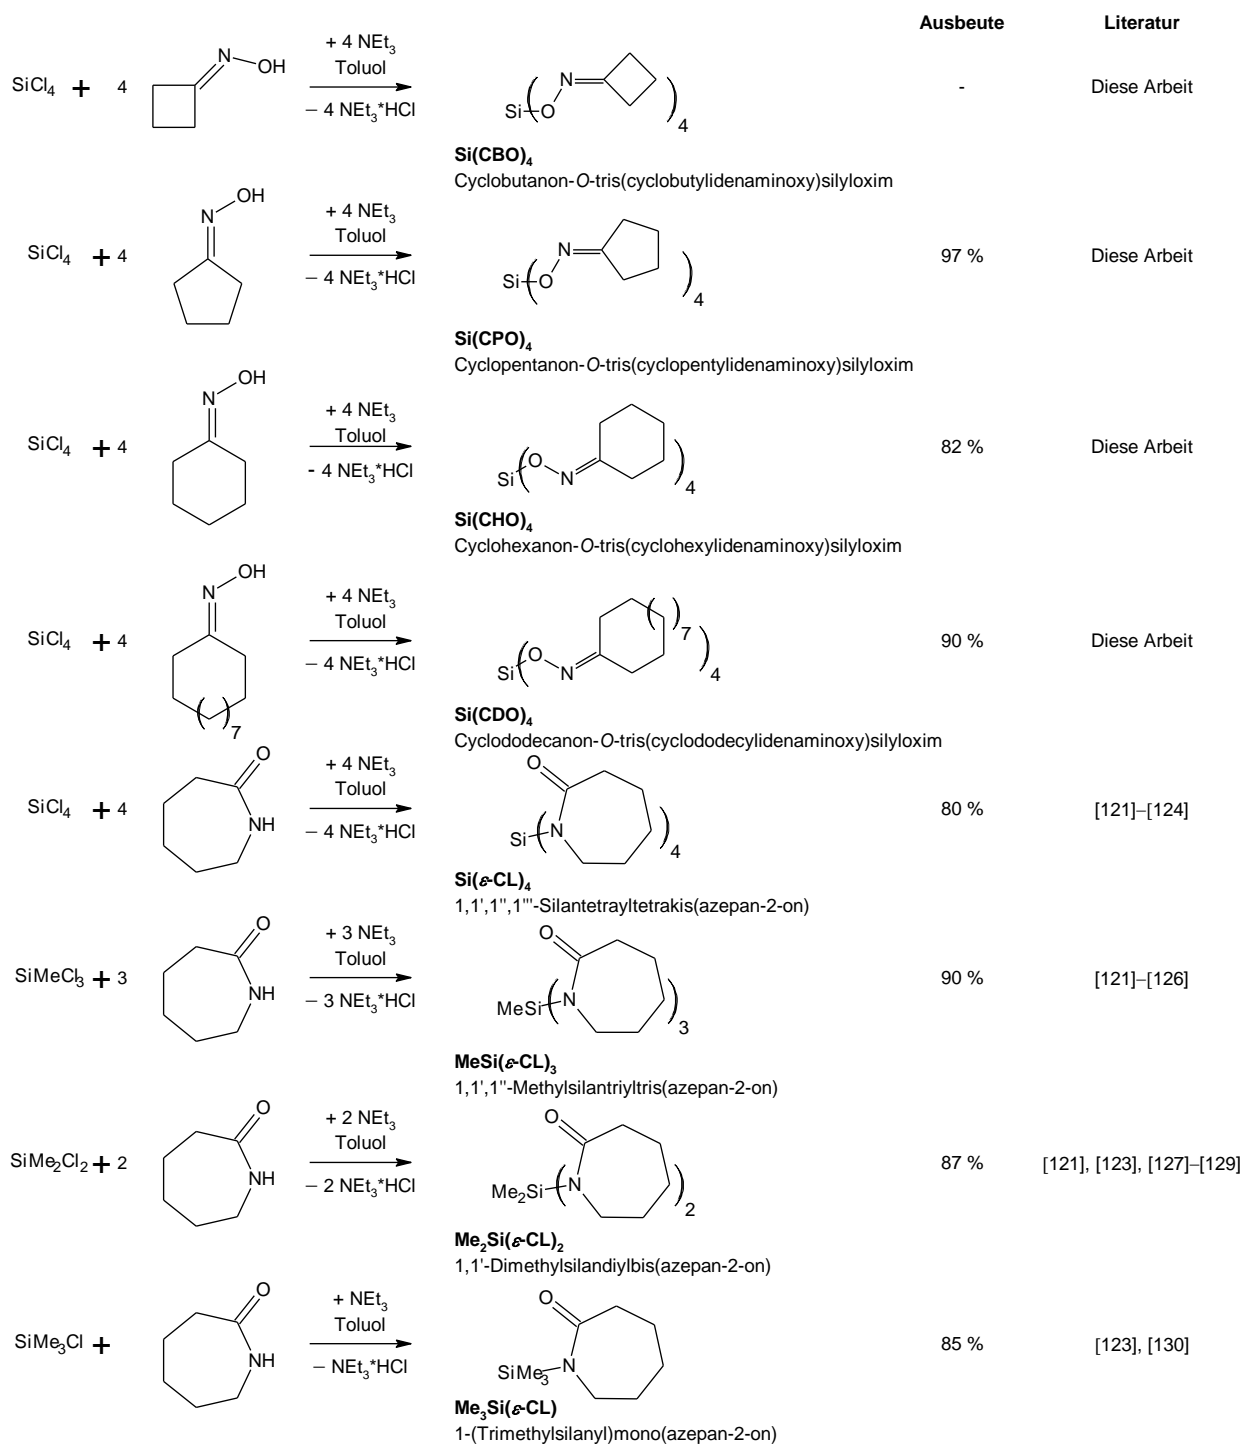 Ausbeute Literatur
N
OH
+ 4 NEt3
Toluol
SiCl4 + 4
− 4 NEt3*HCl
Si ( O N ) 4
- Diese Arbeit
Si(CBO)4
Cyclobutanon-O-tris(cyclobutylidenaminoxy)silyloxim
OH
N
+ 4 NEt3
Toluol
SiCl4 + 4
− 4 NEt3*HCl
Si ( O N ) 4
97 % Diese Arbeit
Si(CPO)4
Cyclopentanon-O-tris(cyclopentylidenaminoxy)silyloxim
OH
N
+ 4 NEt3
Toluol
SiCl4 + 4
- 4 NEt3*HCl
Si ( O N ) 4
82 % Diese Arbeit
Si(CHO)4
Cyclohexanon-O-tris(cyclohexylidenaminoxy)silyloxim
OH
N
+ 4 NEt3
Toluol
SiCl4 + 4
( ) 7
− 4 NEt3*HCl
Si ( O N ( ) 7 ) 4
90 % Diese Arbeit
Si(CDO)4
Cyclododecanon-O-tris(cyclododecylidenaminoxy)silyloxim
O
NH
+ 4 NEt3
Toluol
SiCl4 + 4
− 4 NEt3*HCl
O
Si ( N ) 4
80 % [121]–[124]
Si(ε-CL)4
1,1',1'',1'''-Silantetrayltetrakis(azepan-2-on)
O
NH
+ 3 NEt3
Toluol
SiMeCl3 + 3
− 3 NEt3*HCl
O
MeSi ( N ) 3
90 % [121]–[126]
MeSi(ε-CL)3
1,1',1''-Methylsilantriyltris(azepan-2-on)
O
NH
+ 2 NEt3
Toluol
SiMe2Cl2 + 2
− 2 NEt3*HCl
O
Me2Si ( N ) 2
87 % [121], [123], [127]–[129]
Me2Si(ε-CL)2
1,1'-Dimethylsilandiylbis(azepan-2-on)
O
NH
+ NEt3
Toluol
SiMe3Cl +
− NEt3*HCl
O
SiMe3 N
85 % [123], [130]
Me3Si(ε-CL)
1-(Trimethylsilanyl)mono(azepan-2-on)